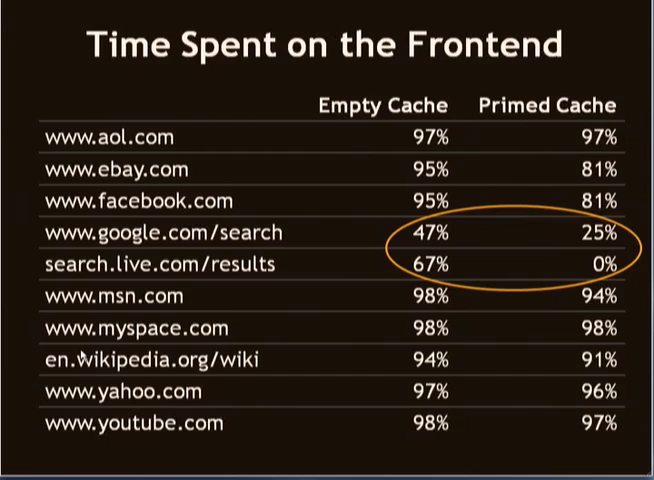 Time Spent on the Frontend
Empty Cache Primed Cache
www.aol.com 97% 97%
www.ebay.com 95% 81%
www.facebook.com 95% 81%
www.google.com/search 47% 25%
search.live.com/results 67% 0%
www.msn.com 98% 94%
www.myspace.com 98% 98%
en.wikipedia.org/wiki 94% 91%
www.yahoo.com 97% 96%
www.youtube.com 98% 97%